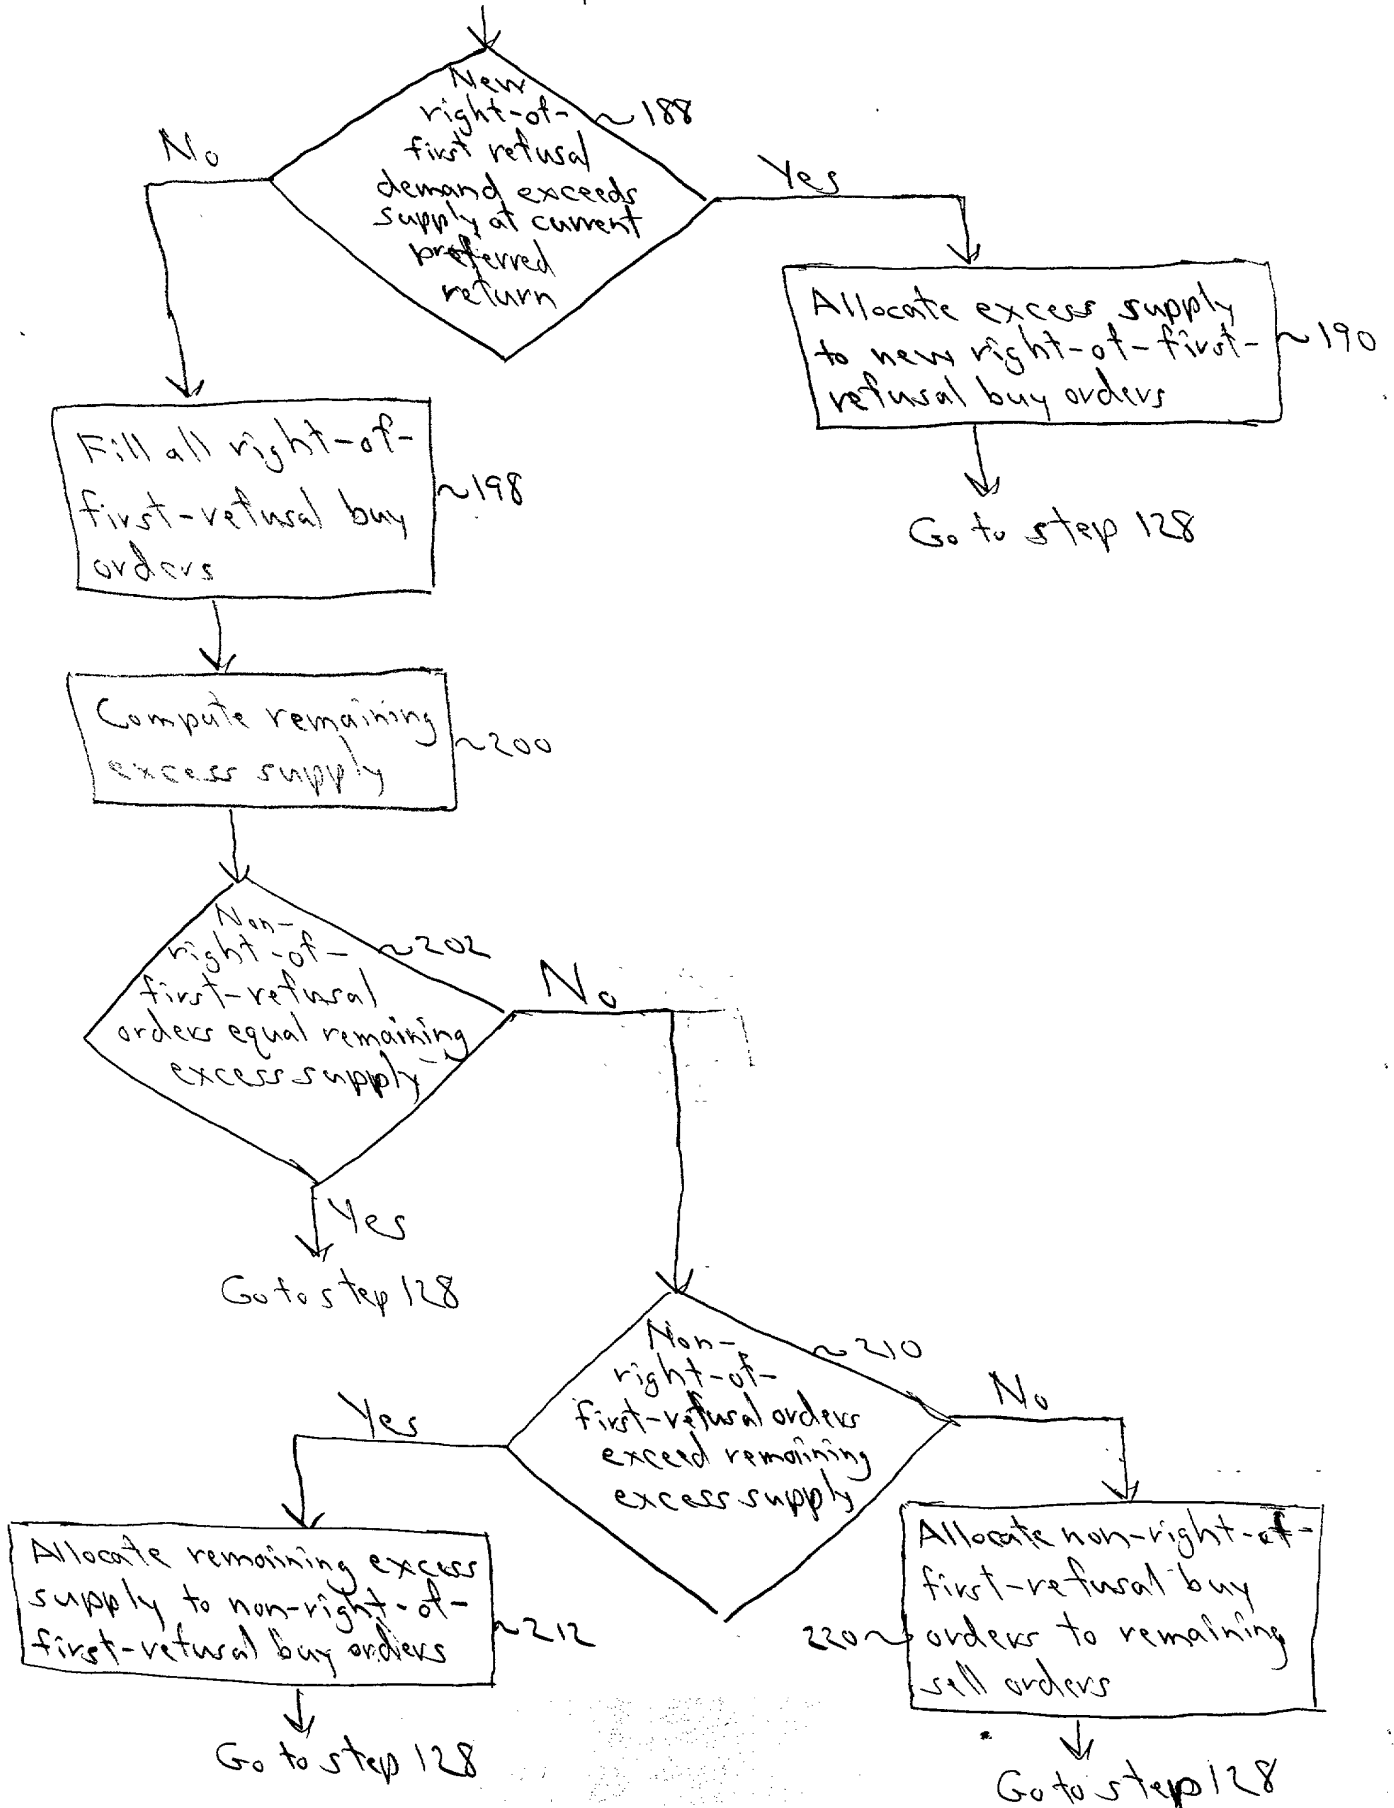 New
right-of-
first refusal
demand exceeds
supply at current
preferred
return
~188
No
Yes
Allocate excess supply
to new right-of-first-
refusal buy orders
~190
Go to step 128
Fill all right-of-
first-refusal buy
orders
~198
Compute remaining
excess supply
~200
Non-
right-of-
first-refusal
orders equal remaining
excess supply
~202
No
Yes
Go to step 128
Non-
right-of-
first-refusal orders
exceed remaining
excess supply
~210
Yes
No
Allocate remaining excess
supply to non-right-of-
first-refusal buy orders
~212
Go to step 128
Allocate non-right-of-
first-refusal buy
orders to remaining
sell orders
220~
Go to step 128